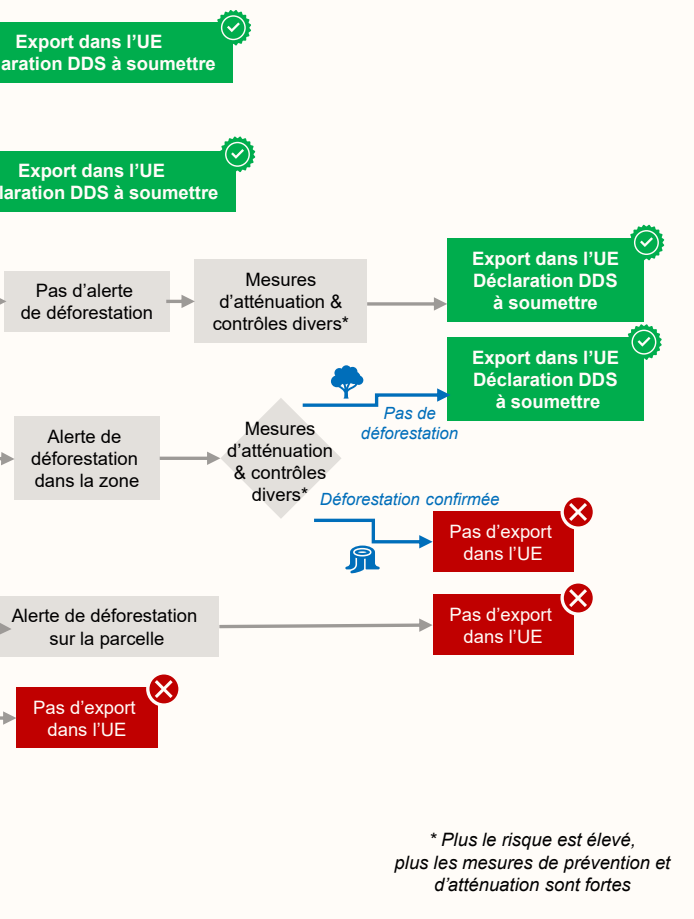 Export dans l’UE
aration DDS à soumettre
Export dans l’UE
laration DDS à soumettre
Pas d’alerte
de déforestation
Mesures
d’atténuation &
contrôles divers*
Export dans l’UE
Déclaration DDS
à soumettre
Export dans l’UE
Déclaration DDS
à soumettre
Pas de
déforestation
Alerte de
déforestation
dans la zone
Mesures
d’atténuation
& contrôles
divers*
Déforestation confirmée
Pas d’export
dans l’UE
Alerte de déforestation
sur la parcelle
Pas d’export
dans l’UE
Pas d’export
dans l’UE
* Plus le risque est élevé,
plus les mesures de prévention et
d’atténuation sont fortes